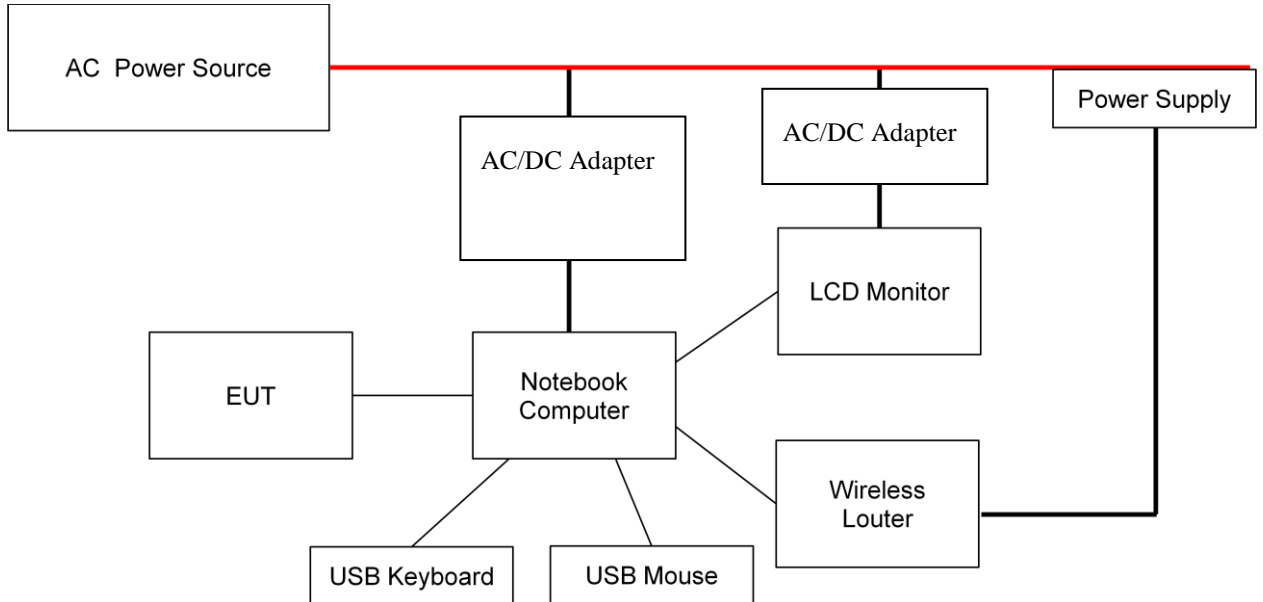 AC Power Source
Power Supply
AC/DC Adapter
AC/DC Adapter
LCD Monitor
EUT
Notebook
Computer
Wireless
Louter
USB Keyboard
USB Mouse